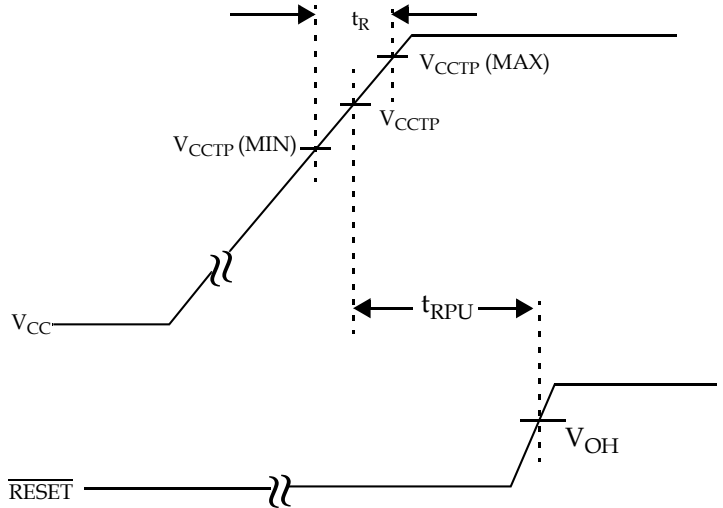 tR
VCCTP (MAX)
VCCTP
VCCTP (MIN)
VCC
tRPU
VOH
RESET